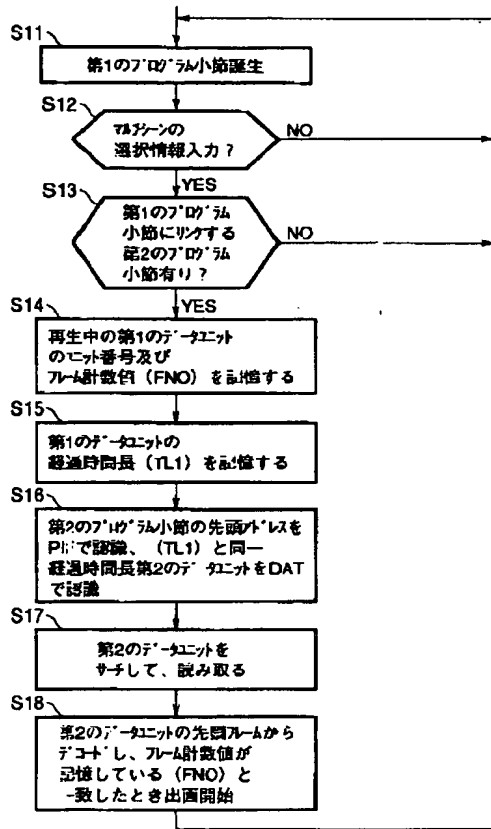 S11
第1のプログラム小節誕生
S12
マルチシーンの
選択情報入力？
NO
YES
S13
第1のプログラム
小節にリンクする
第2のプログラム
小節有り？
NO
YES
S14
再生中の第1のデータユニット
のユニット番号及び
フレーム計数値（FNO）を記憶する
S15
第1のデータユニットの
経過時間長（TL1）を記憶する
S16
第2のプログラム小節の先頭アドレスを
で認識、（TL1）と同一
経過時間長第2のデータユニットをDAT
で認識
S17
第2のデータユニットを
サーチして、読み取る
S18
第2のデータユニットの先頭フレームから
デコードし、フレーム計数値が
記憶している（FNO）と
一致したとき出画開始